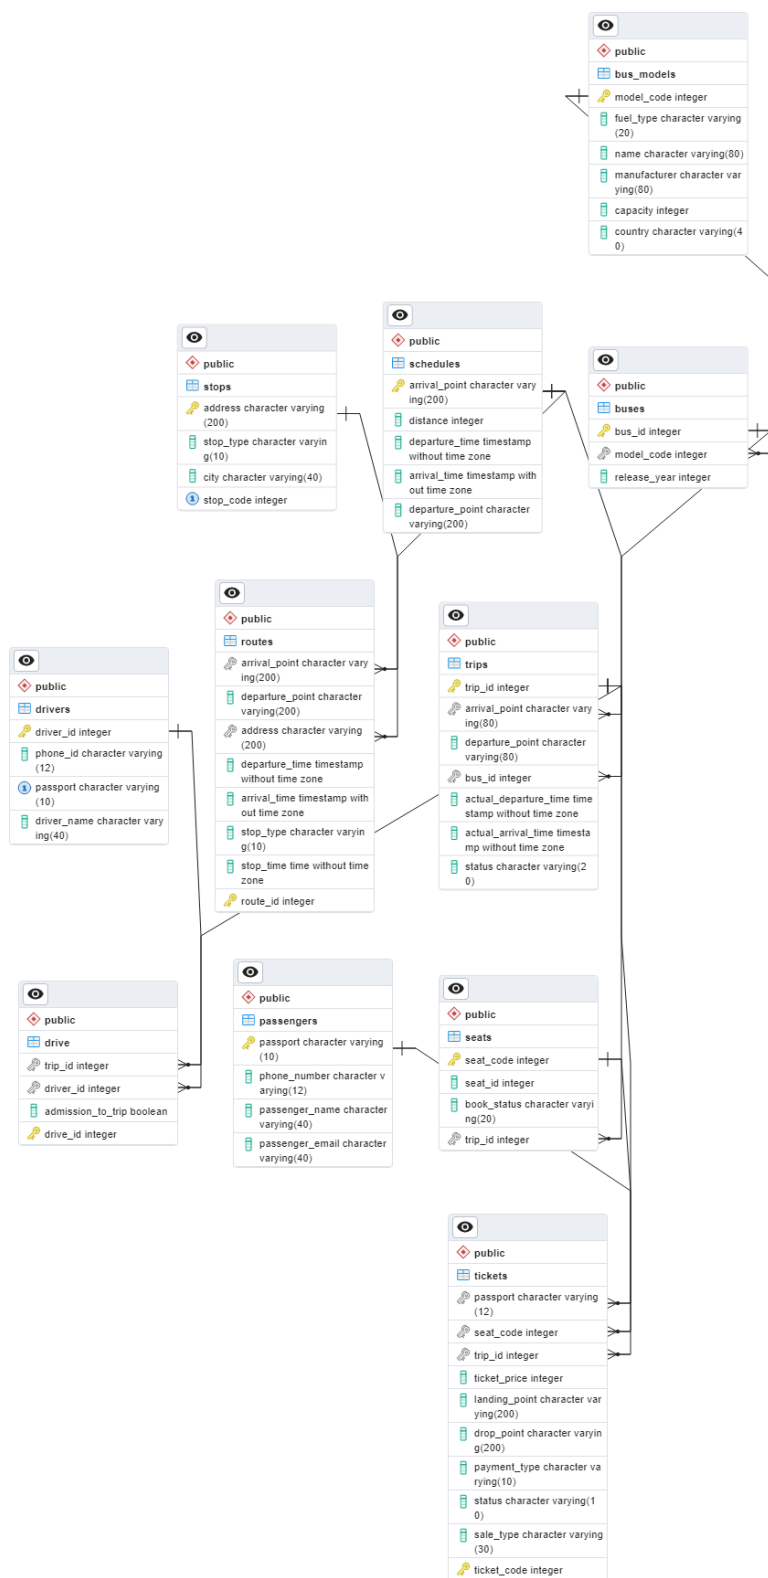 public
bus_models
model_code integer
fuel_type character varying
(20)
name character varying(80)
manufacturer character var
ying(80)
capacity integer
country character varying(4
0)
public
schedules
arrival_point character vary
ing(200)
distance integer
departure_time timestamp
without time zone
arrival_time timestamp with
out time zone
departure_point character
varying(200)
public
stops
address character varying
(200)
stop_type character varyin
g(10)
city character varying(40)
1
stop_code integer
public
buses
bus_id integer
model_code integer
release_year integer
public
routes
arrival_point character vary
ing(200)
departure_point character
varying(200)
address character varying
(200)
departure_time timestamp
without time zone
arrival_time timestamp with
out time zone
stop_type character varyin
g(10)
stop_time time without time
zone
route_id integer
public
trips
trip_id integer
arrival_point character vary
ing(80)
departure_point character
varying(80)
bus_id integer
actual_departure_time time
stamp without time zone
actual_arrival_time timesta
mp without time zone
status character varying(2
0)
public
drivers
driver_id integer
phone_id character varying
(12)
1
passport character varying
(10)
driver_name character vary
ing(40)
public
drive
trip_id integer
driver_id integer
admission_to_trip boolean
drive_id integer
public
passengers
passport character varying
(10)
phone_number character v
arying(12)
passenger_name character
varying(40)
passenger_email character
varying(40)
public
seats
seat_code integer
seat_id integer
book_status character varyi
ng(20)
trip_id integer
public
tickets
passport character varying
(12)
seat_code integer
trip_id integer
ticket_price integer
landing_point character var
ying(200)
drop_point character varyin
g(200)
payment_type character va
rying(10)
status character varying(1
0)
sale_type character varying
(30)
ticket_code integer